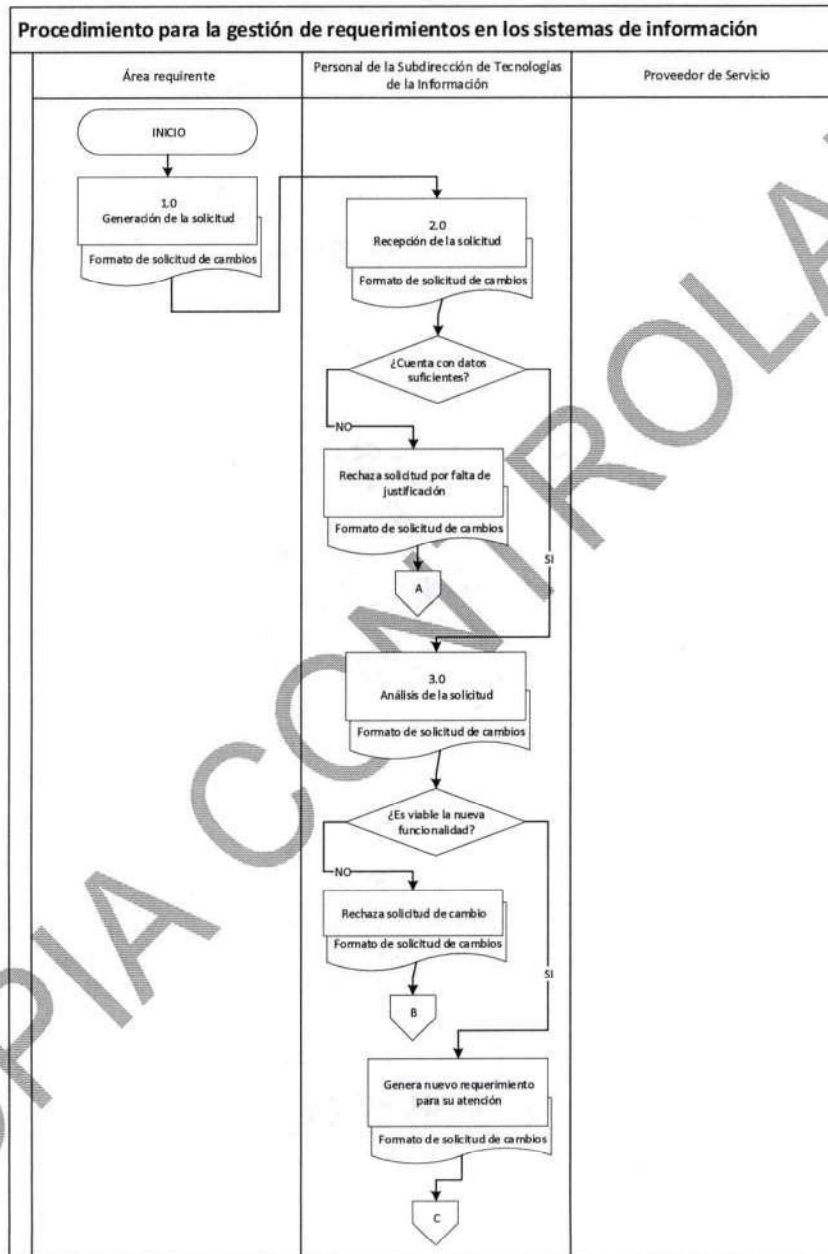 Procedimiento para la gestión de requerimientos en los sistemas de información
Área requirente
Personal de la Subdirección de Tecnologías
de la Información
Proveedor de Servicio
INICIO
1.0
Generación de la solicitud
Formato de solicitud de cambios
2.0
Recepción de la solicitud
Formato de solicitud de cambios
¿Cuenta con datos
suficientes?
NO
SI
Rechaza solicitud por falta de
justificación
Formato de solicitud de cambios
A
3.0
Análisis de la solicitud
Formato de solicitud de cambios
¿Es viable la nueva
funcionalidad?
NO
SI
Rechaza solicitud de cambio
Formato de solicitud de cambios
B
Genera nuevo requerimiento
para su atención
Formato de solicitud de cambios
C